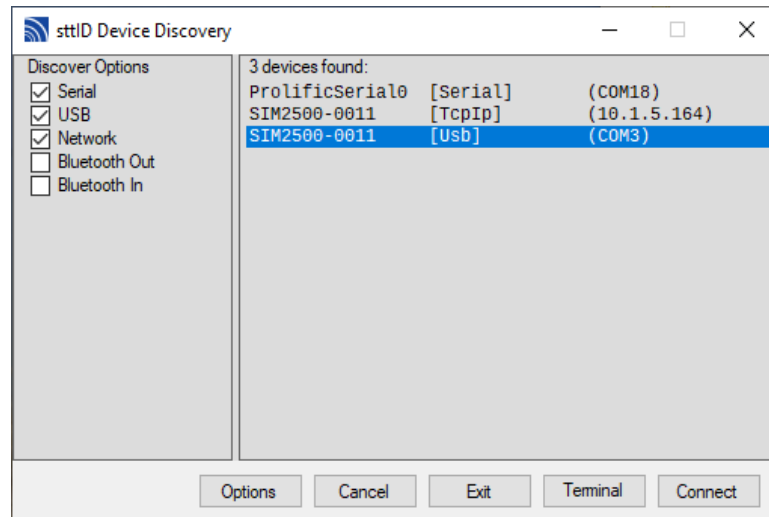 sttID Device Discovery
Discover Options
Serial
USB
Network
Bluetooth Out
Bluetooth In
3 devices found:
ProlificSerial0 [Serial] (COM18)
SIM2500-0011 [TcpIp] (10.1.5.164)
SIM2500-0011 [Usb] (COM3)
Options Cancel Exit Terminal Connect